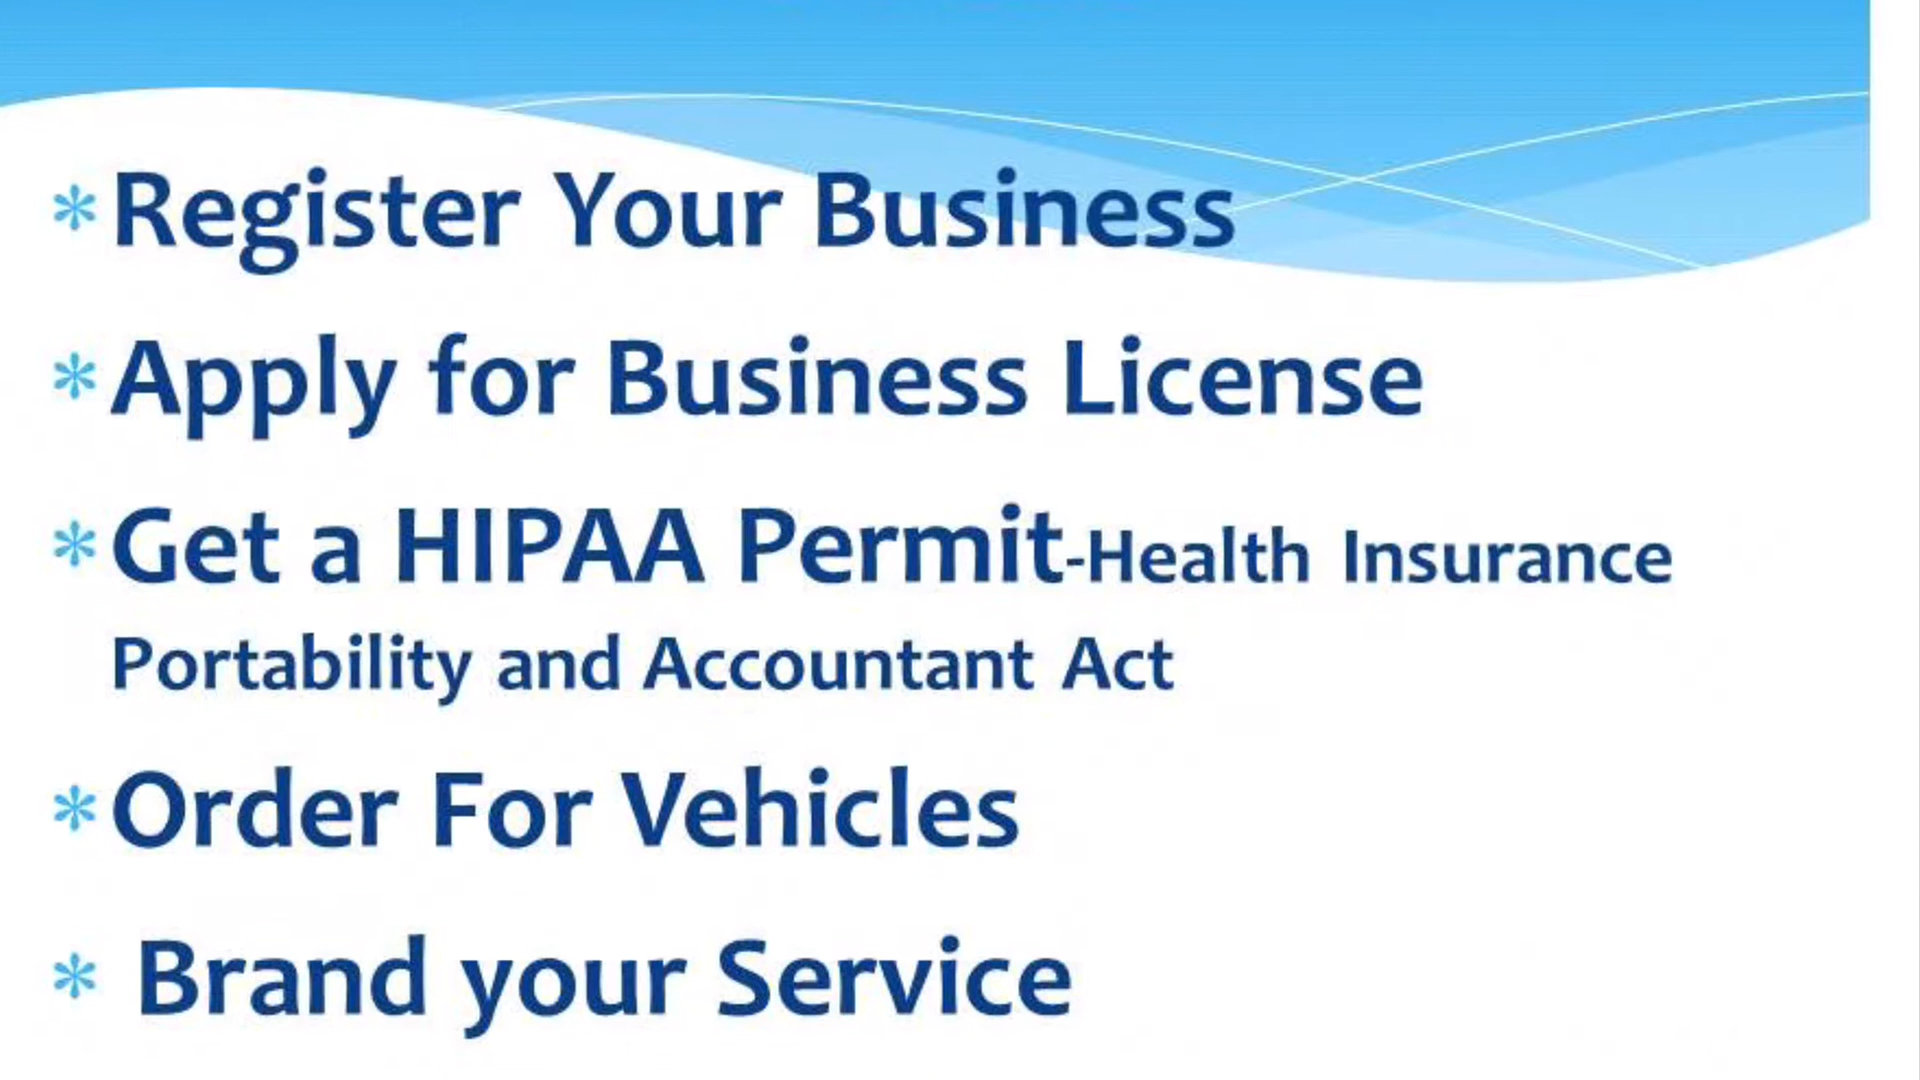 * Register Your Business
* Apply for Business License
* Get a HIPAA Permit-Health Insurance
Portability and Accountant Act
* Order For Vehicles
* Brand your Service